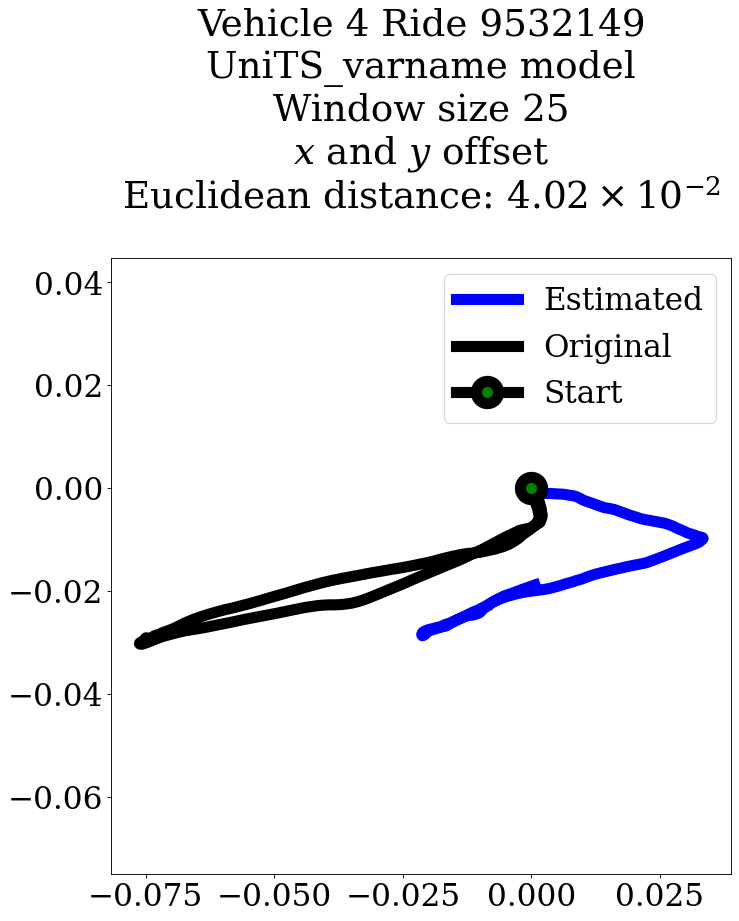 Vehicle 4 Ride 9532149
UniTS_varname model
Window size 25
x and y offset
Euclidean distance: 4.02 × 10⁻²
0.04
0.02
0.00
−0.02
−0.04
−0.06
Estimated
Original
Start
−0.075 −0.050 −0.025 0.000 0.025